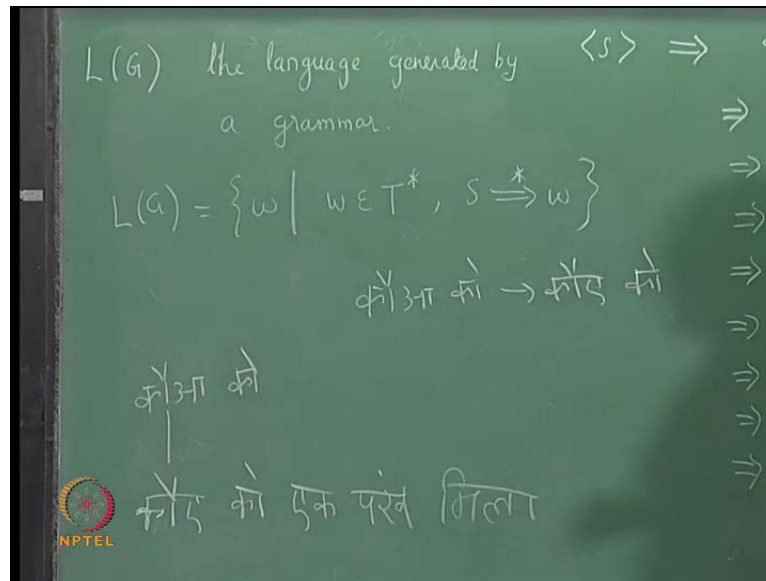 L(G) the language generated by <S> ⇒
a grammar. ⇒
L(G) = {w | w ε T*, S ⇒* w} ⇒
⇒
कौआ को → कौए को ⇒
⇒
कौआ को ⇒
⇒
कौए को एक पंख मिला ⇒
NPTEL